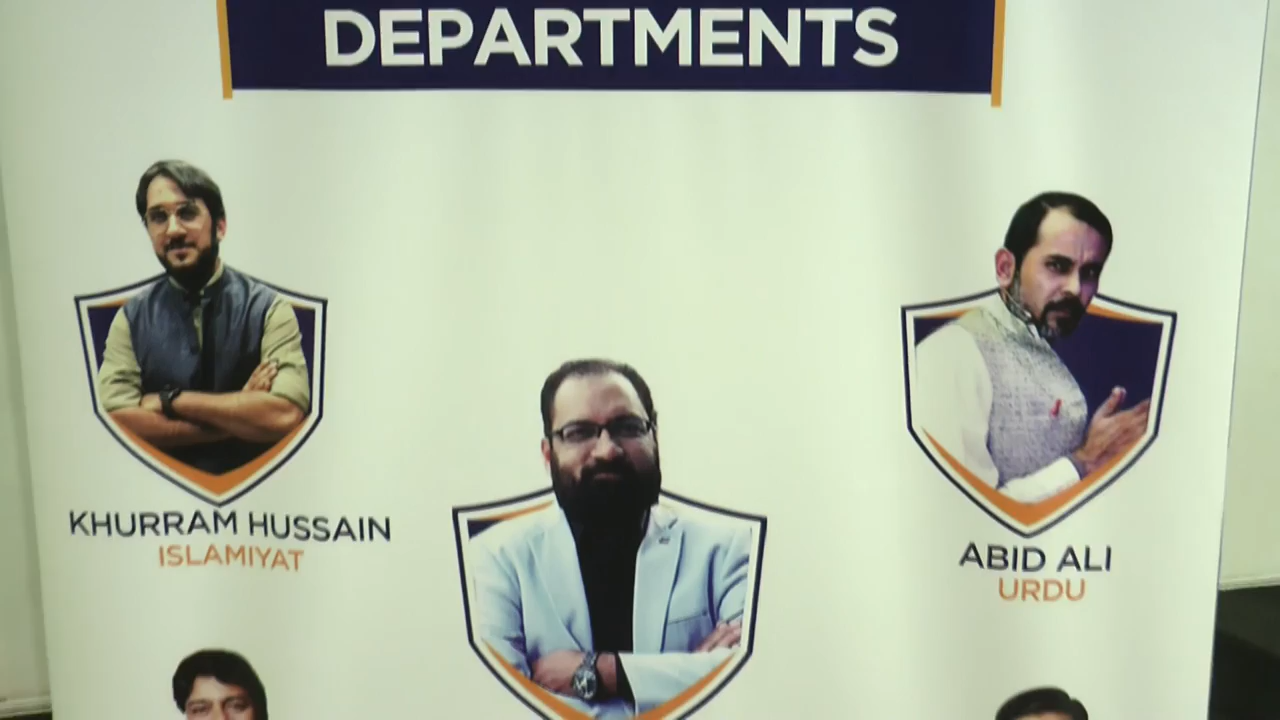 DEPARTMENTS
KHURRAM HUSSAIN
ISLAMIYAT
ABID ALI
URDU